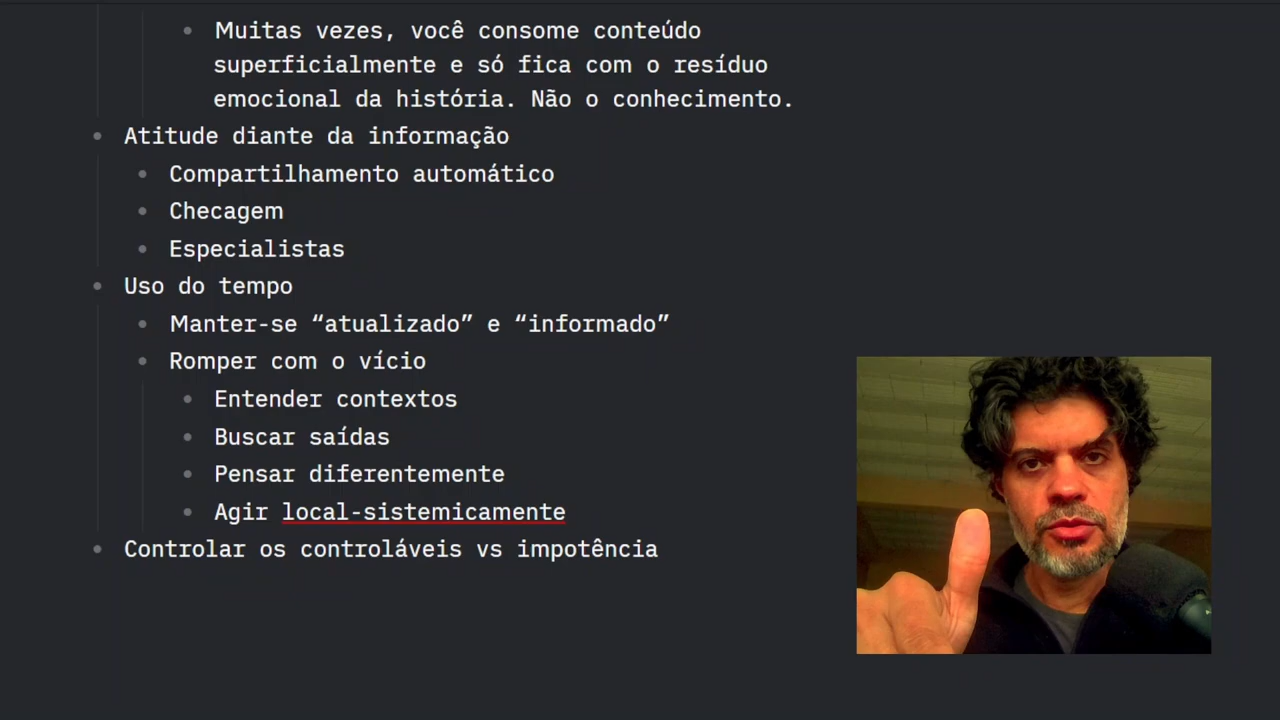 Muitas vezes, você consome conteúdo
superficialmente e só fica com o resíduo
emocional da história. Não o conhecimento.
Atitude diante da informação
Compartilhamento automático
Checagem
Especialistas
Uso do tempo
Manter-se “atualizado” e “informado”
Romper com o vício
Entender contextos
Buscar saídas
Pensar diferentemente
Agir local-sistemicamente
Controlar os controláveis vs impotência